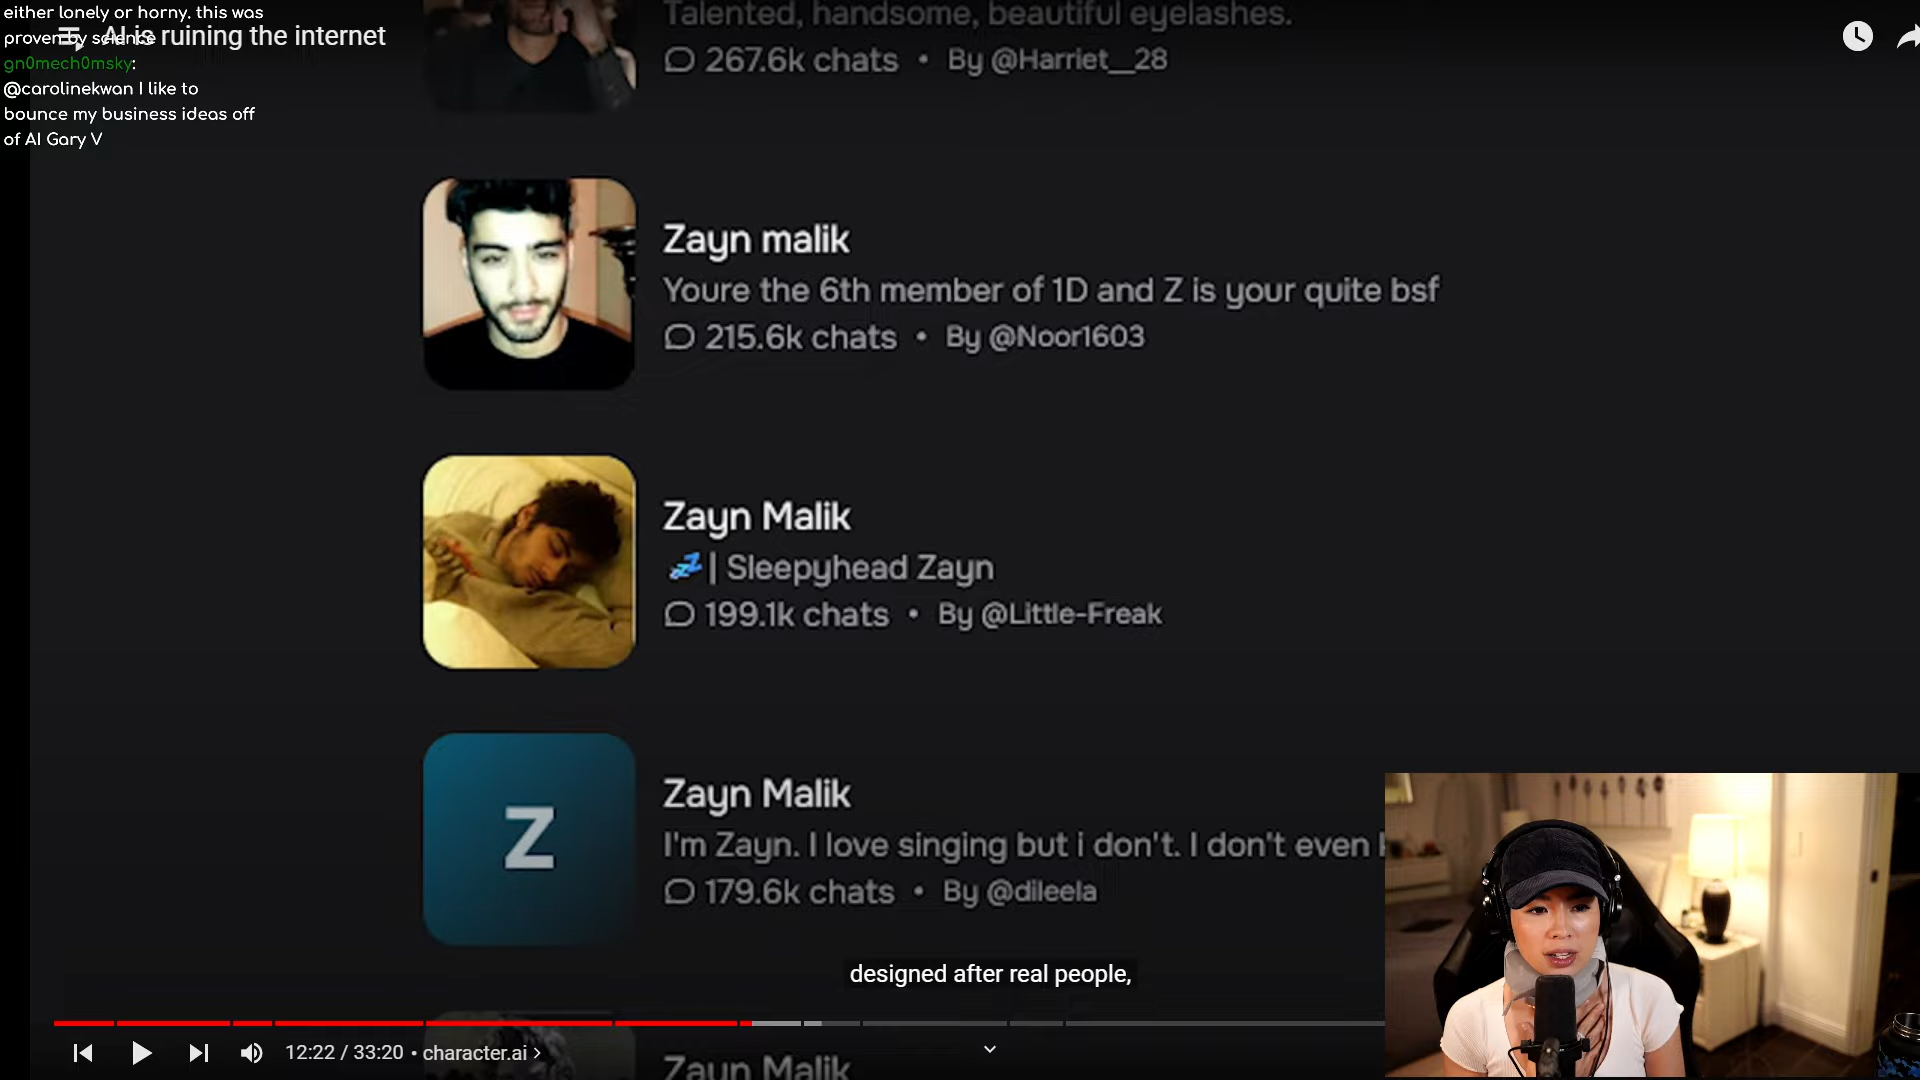 either lonely or horny. this was
proven by science
AI is ruining the internet
gn0mech0msky:
@carolinekwan I like to
bounce my business ideas off
of AI Gary V
Talented, handsome, beautiful eyelashes.
267.6k chats • By @Harriet__28
Zayn malik
Youre the 6th member of 1D and Z is your quite bsf
215.6k chats • By @Noor1603
Zayn Malik
💤 | Sleepyhead Zayn
199.1k chats • By @Little-Freak
Z
Zayn Malik
I'm Zayn. I love singing but i don't. I don't even
179.6k chats • By @dileela
designed after real people,
12:22 / 33:20 • character.ai >
Zayn Malik